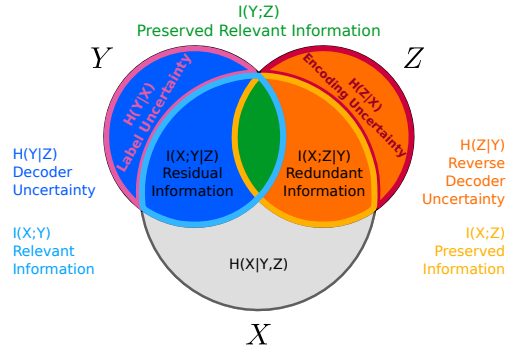 I(Y;Z)
Preserved Relevant Information
Y
Z
H(Y|X)
Label Uncertainty
H(Z|X)
Encoding Uncertainty
H(Y|Z)
Decoder
Uncertainty
I(X;Y|Z)
Residual
Information
I(X;Z|Y)
Redundant
Information
H(Z|Y)
Reverse
Decoder
Uncertainty
I(X;Y)
Relevant
Information
I(X;Z)
Preserved
Information
H(X|Y,Z)
X